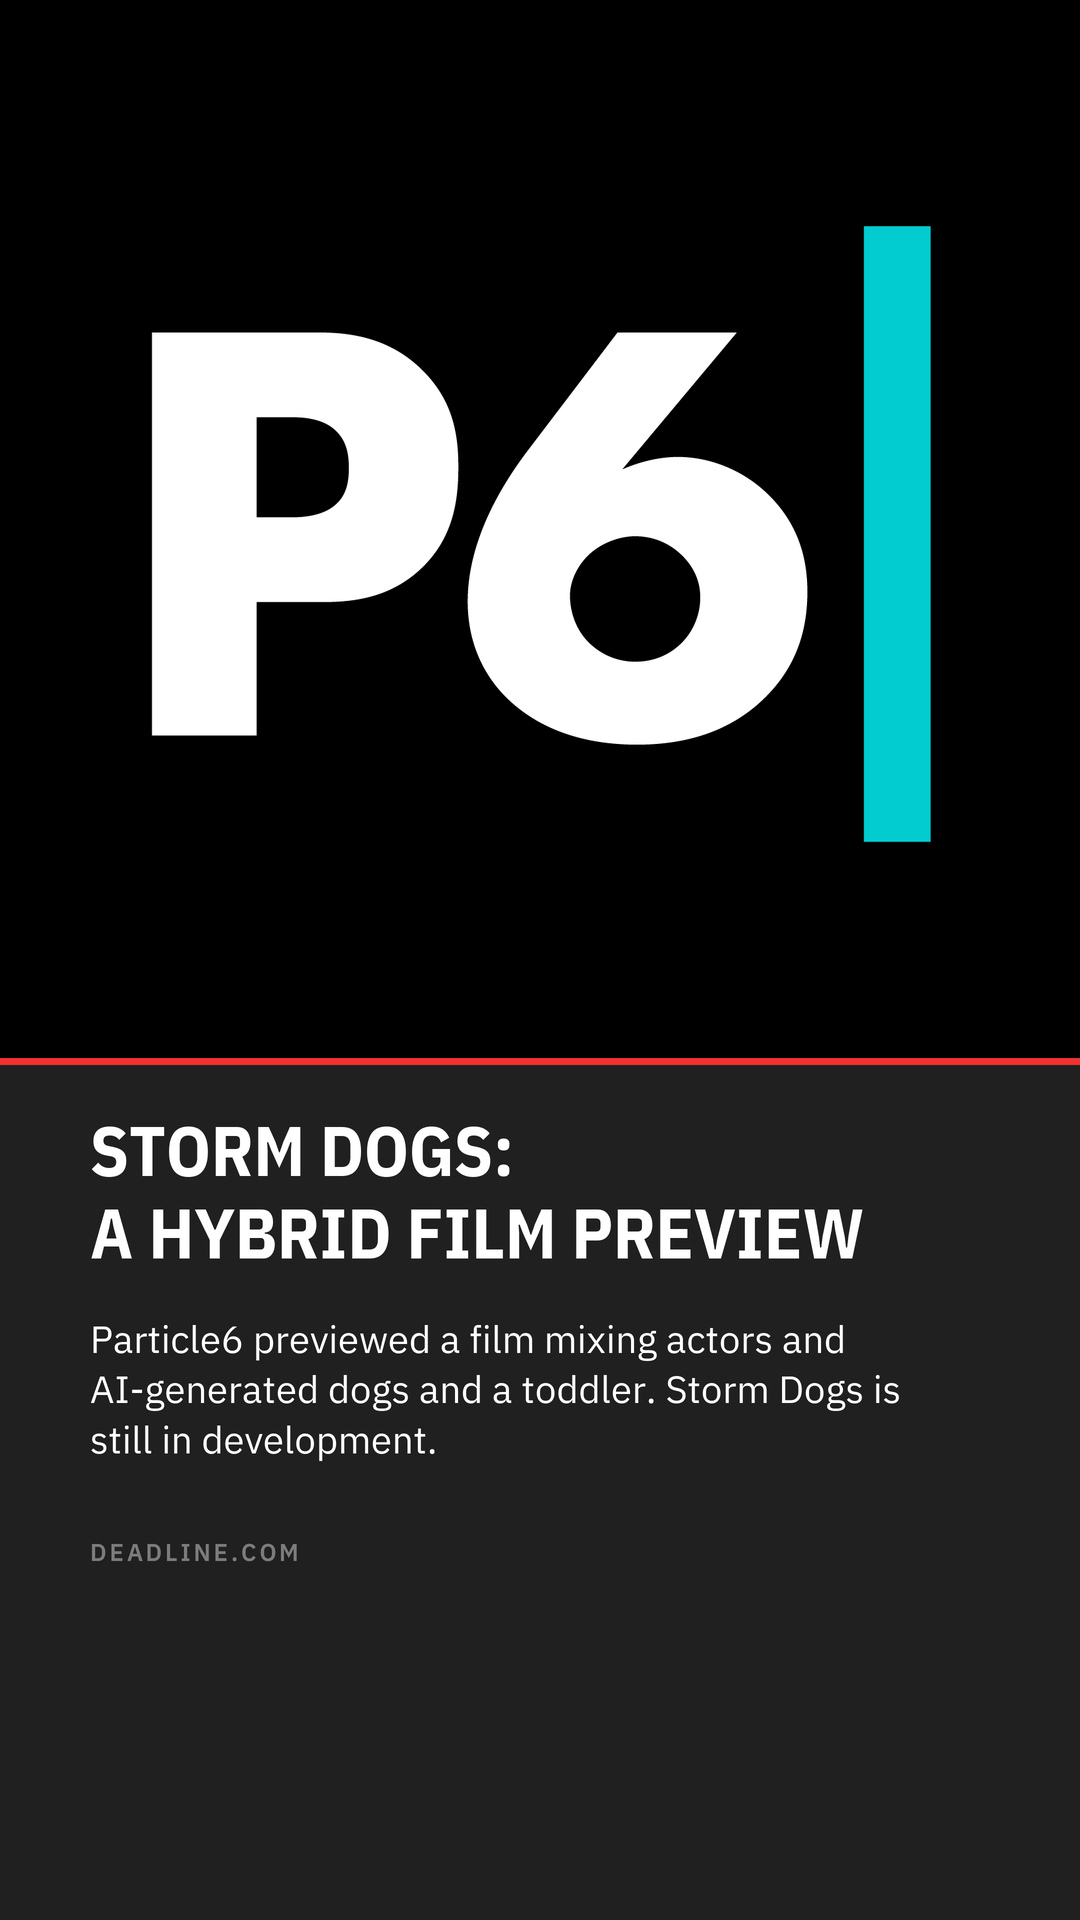 P6
STORM DOGS:
A HYBRID FILM PREVIEW
Particle6 previewed a film mixing actors and
AI-generated dogs and a toddler. Storm Dogs is
still in development.
DEADLINE.COM